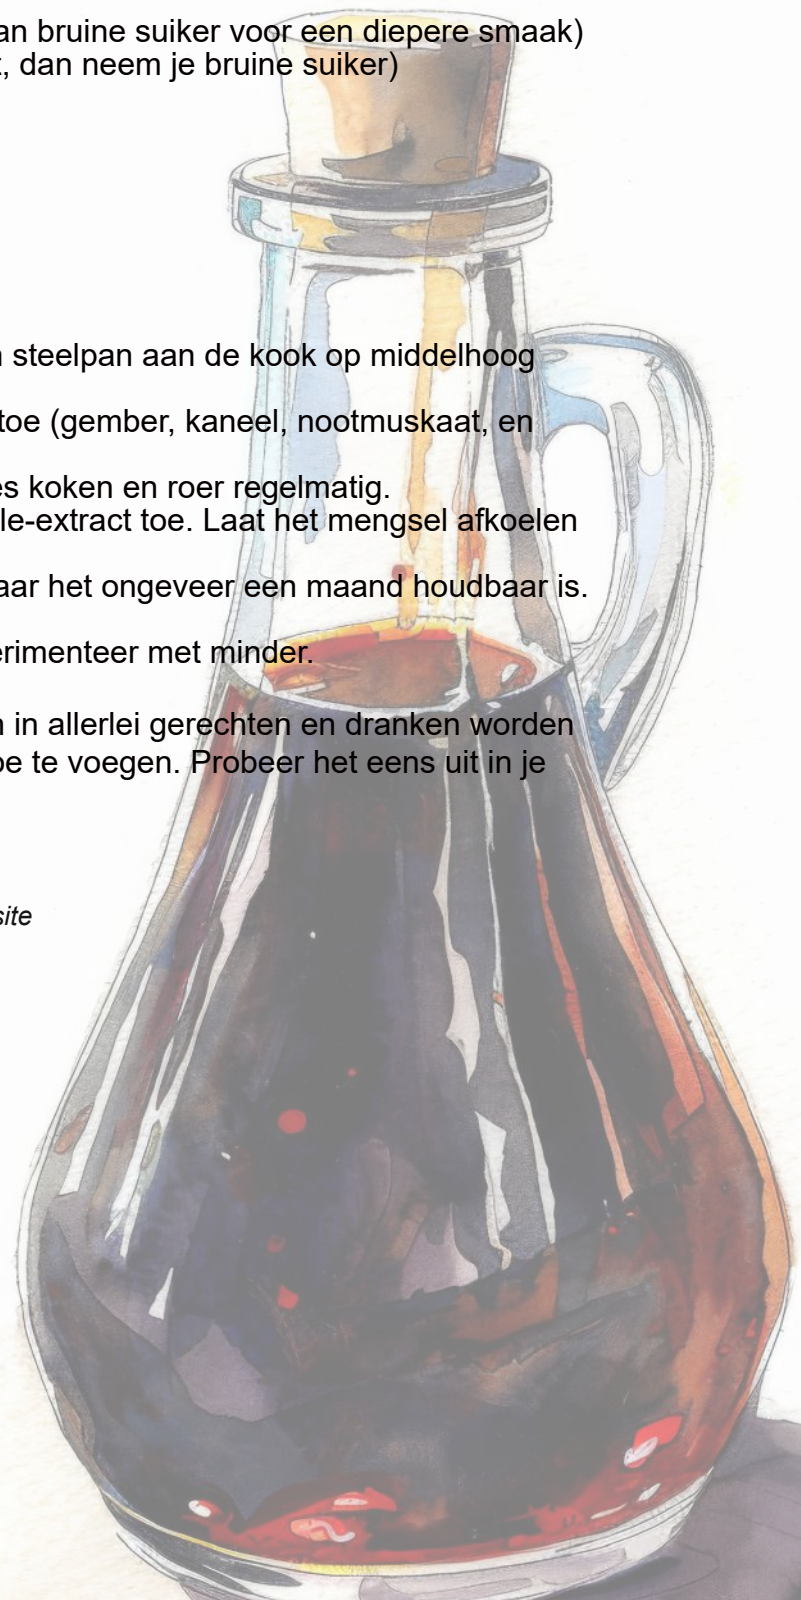 an bruine suiker voor een diepere smaak)
, dan neem je bruine suiker)
steelpan aan de kook op middelhoog
toe (gember, kaneel, nootmuskaat, en
es koken en roer regelmatig.
le-extract toe. Laat het mengsel afkoelen
aar het ongeveer een maand houdbaar is.
erimenteer met minder.
n in allerlei gerechten en dranken worden
oe te voegen. Probeer het eens uit in je
site